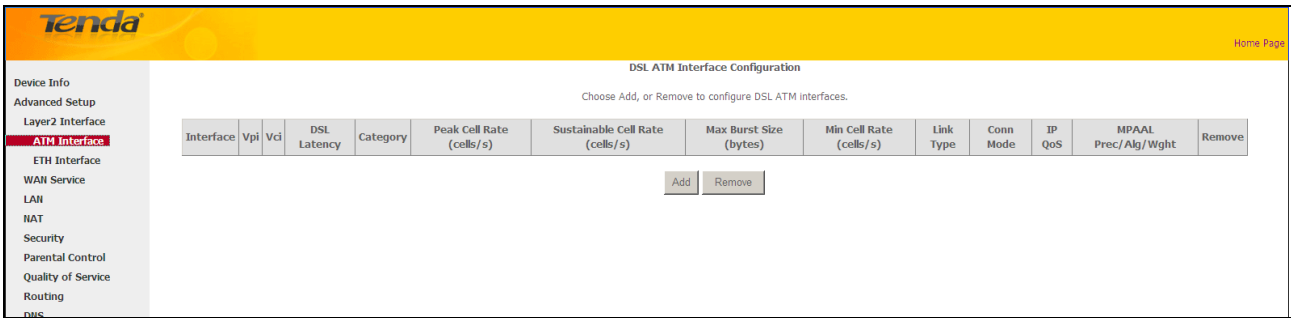 Tenda
Home Page
Device Info
Advanced Setup
Layer2 Interface
ATM Interface
ETH Interface
WAN Service
LAN
NAT
Security
Parental Control
Quality of Service
Routing
DNS
DSL ATM Interface Configuration
Choose Add, or Remove to configure DSL ATM interfaces.
Interface Vpi Vci DSL Latency Category Peak Cell Rate (cells/s) Sustainable Cell Rate (cells/s) Max Burst Size (bytes) Min Cell Rate (cells/s) Link Type Conn Mode IP QoS MPAAL Prec/Alg/Wght Remove
Add Remove